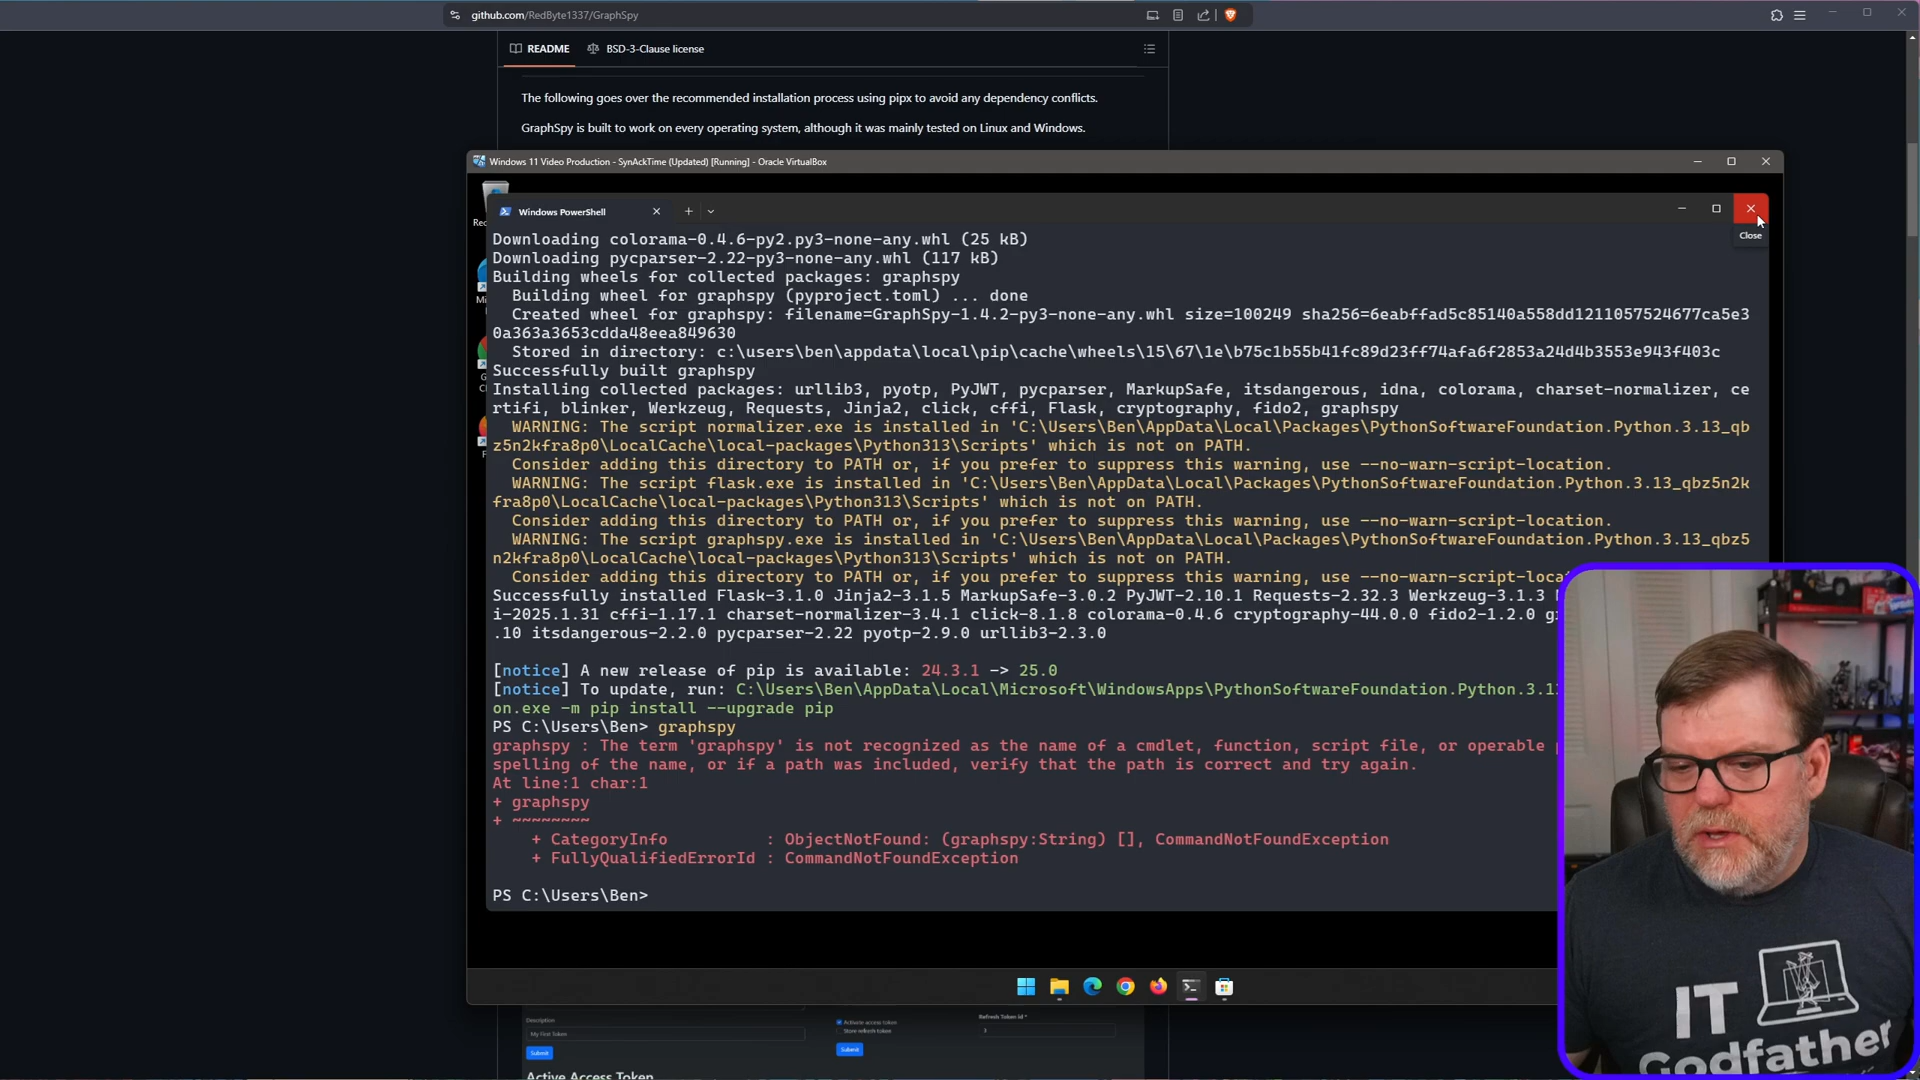 github.com/RedByte1337/GraphSpy
README
BSD-3-Clause license
The following goes over the recommended installation process using pipx to avoid any dependency conflicts.
GraphSpy is built to work on every operating system, although it was mainly tested on Linux and Windows.
Windows 11 Video Production - SynAckTime (Updated) [Running] - Oracle VirtualBox
Windows PowerShell
Close
Downloading colorama-0.4.6-py2.py3-none-any.whl (25 kB)
Downloading pycparser-2.22-py3-none-any.whl (117 kB)
Building wheels for collected packages: graphspy
Building wheel for graphspy (pyproject.toml) ... done
Created wheel for graphspy: filename=GraphSpy-1.4.2-py3-none-any.whl size=100249 sha256=6eabffad5c85140a558dd1211057524677ca5e3
0a363a3653cdda48eea849630
Stored in directory: c:\users\ben\appdata\local\pip\cache\wheels\15\67\1e\b75c1b55b41fc89d23ff74afa6f2853a24d4b3553e943f403c
Successfully built graphspy
Installing collected packages: urllib3, pyotp, PyJWT, pycparser, MarkupSafe, itsdangerous, idna, colorama, charset-normalizer, ce
rtifi, blinker, Werkzeug, Requests, Jinja2, click, cffi, Flask, cryptography, fido2, graphspy
WARNING: The script normalizer.exe is installed in 'C:\Users\Ben\AppData\Local\Packages\PythonSoftwareFoundation.Python.3.13_qb
z5n2kfra8p0\LocalCache\local-packages\Python313\Scripts' which is not on PATH.
Consider adding this directory to PATH or, if you prefer to suppress this warning, use --no-warn-script-location.
WARNING: The script flask.exe is installed in 'C:\Users\Ben\AppData\Local\Packages\PythonSoftwareFoundation.Python.3.13_qbz5n2k
fra8p0\LocalCache\local-packages\Python313\Scripts' which is not on PATH.
Consider adding this directory to PATH or, if you prefer to suppress this warning, use --no-warn-script-location.
WARNING: The script graphspy.exe is installed in 'C:\Users\Ben\AppData\Local\Packages\PythonSoftwareFoundation.Python.3.13_qbz5
n2kfra8p0\LocalCache\local-packages\Python313\Scripts' which is not on PATH.
Consider adding this directory to PATH or, if you prefer to suppress this warning, use --no-warn-script-loca
Successfully installed Flask-3.1.0 Jinja2-3.1.5 MarkupSafe-3.0.2 PyJWT-2.10.1 Requests-2.32.3 Werkzeug-3.1.3
i-2025.1.31 cffi-1.17.1 charset-normalizer-3.4.1 click-8.1.8 colorama-0.4.6 cryptography-44.0.0 fido2-1.2.0
.10 itsdangerous-2.2.0 pycparser-2.22 pyotp-2.9.0 urllib3-2.3.0
[notice] A new release of pip is available: 24.3.1 -> 25.0
[notice] To update, run: C:\Users\Ben\AppData\Local\Microsoft\WindowsApps\PythonSoftwareFoundation.Python.3.1
on.exe -m pip install --upgrade pip
PS C:\Users\Ben> graphspy
graphspy : The term 'graphspy' is not recognized as the name of a cmdlet, function, script file, or operable
spelling of the name, or if a path was included, verify that the path is correct and try again.
At line:1 char:1
+ graphspy
+ ~~~~~~~~
+ CategoryInfo : ObjectNotFound: (graphspy:String) [], CommandNotFoundException
+ FullyQualifiedErrorId : CommandNotFoundException
PS C:\Users\Ben>
Description
My First Token
Submit
Activate access token
Store refresh token
Submit
Refresh Token Id *
Active Access Token
IT
Godfather